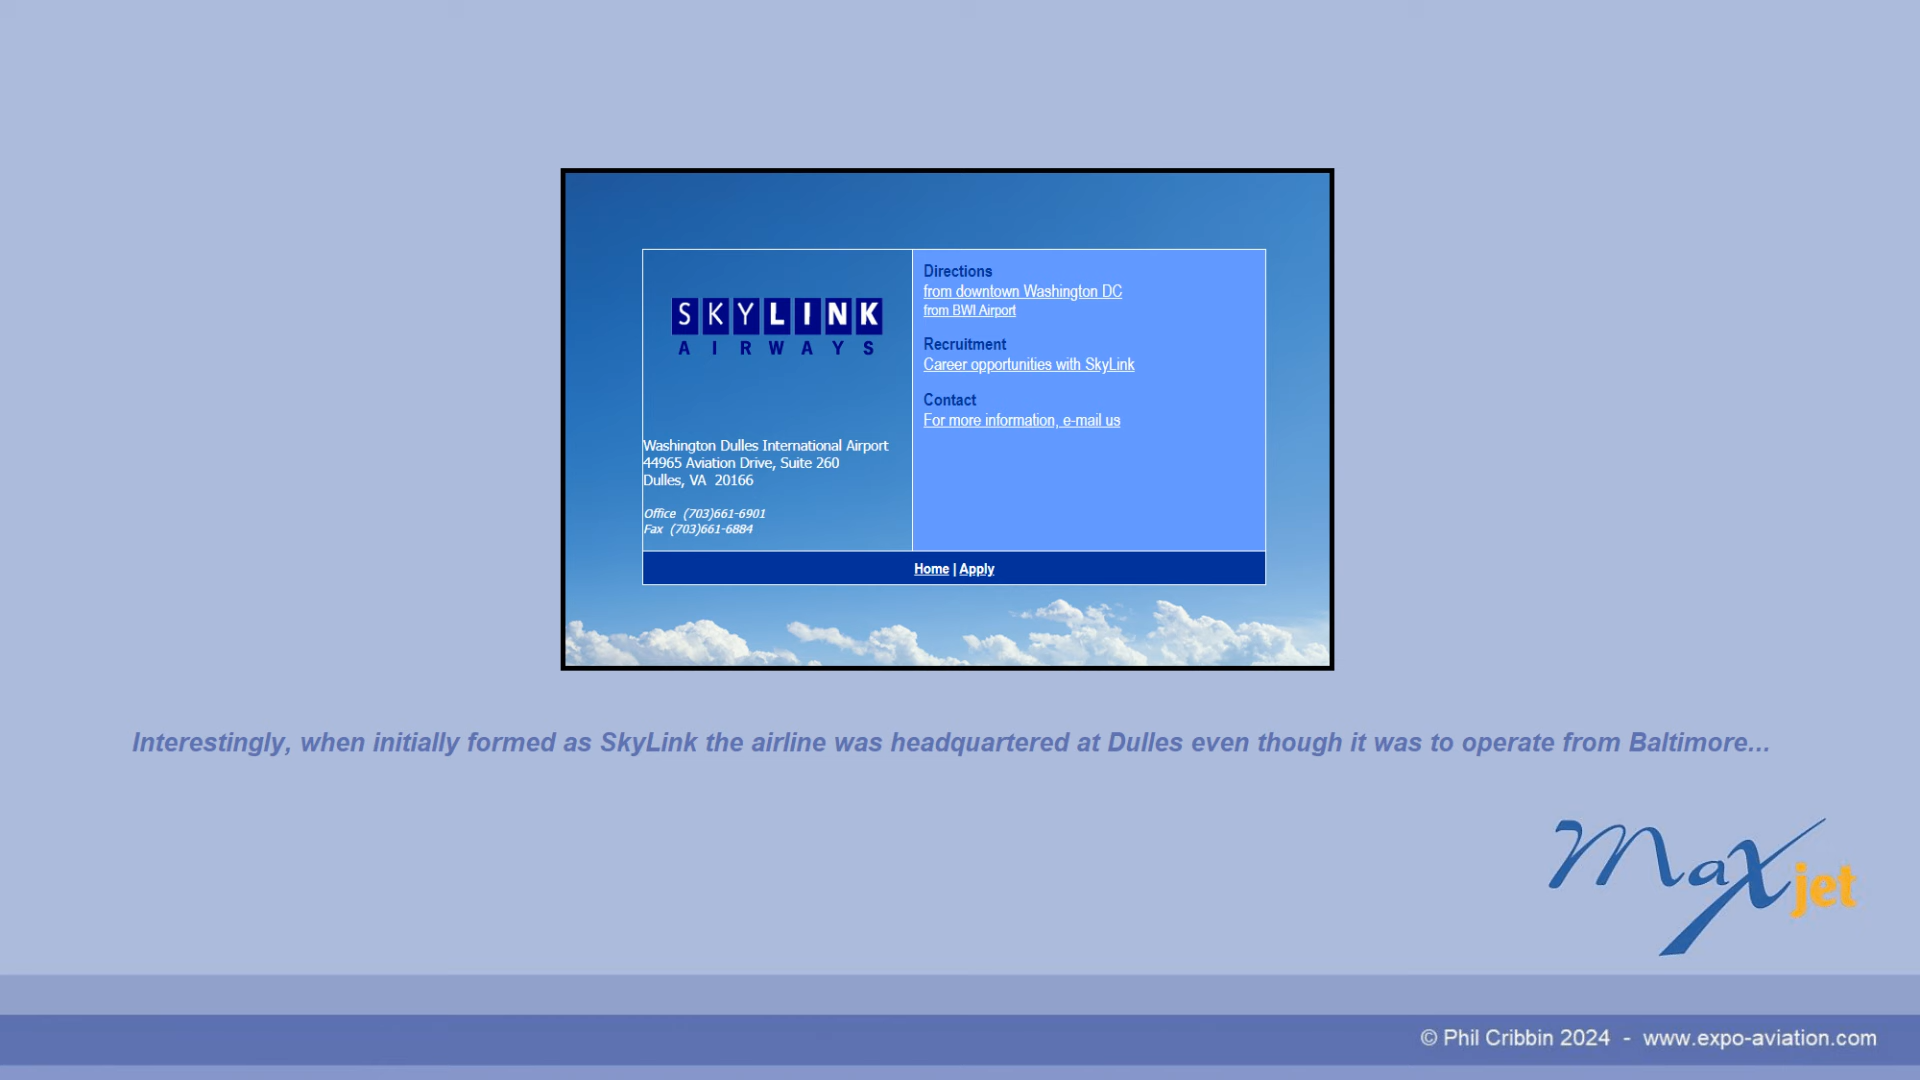 SKYLINK
AIRWAYS
Washington Dulles International Airport
44965 Aviation Drive, Suite 260
Dulles, VA  20166
Office  (703)661-6901
Fax  (703)661-6884
Directions
from downtown Washington DC
from BWI Airport
Recruitment
Career opportunities with SkyLink
Contact
For more information, e-mail us
Home | Apply
Interestingly, when initially formed as SkyLink the airline was headquartered at Dulles even though it was to operate from Baltimore...
Maxjet
© Phil Cribbin 2024  -  www.expo-aviation.com